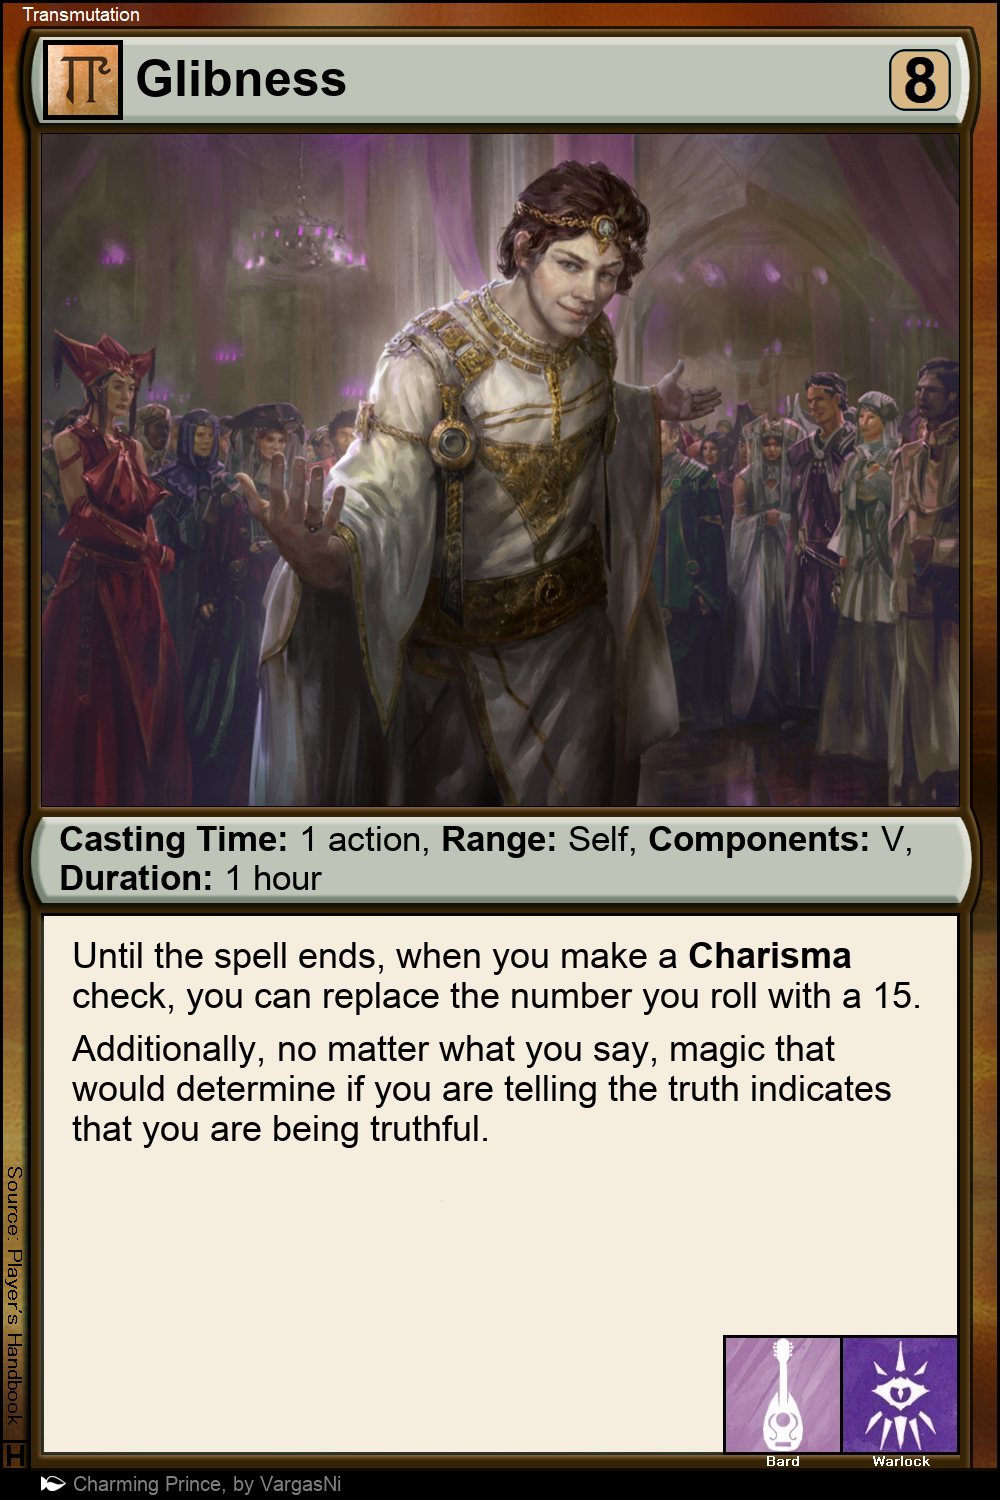 Transmutation
Glibness
8
Casting Time: 1 action, Range: Self, Components: V,
Duration: 1 hour
Until the spell ends, when you make a Charisma
check, you can replace the number you roll with a 15.
Additionally, no matter what you say, magic that
would determine if you are telling the truth indicates
that you are being truthful.
Source: Player's Handbook
H
Bard
Warlock
Charming Prince, by VargasNi